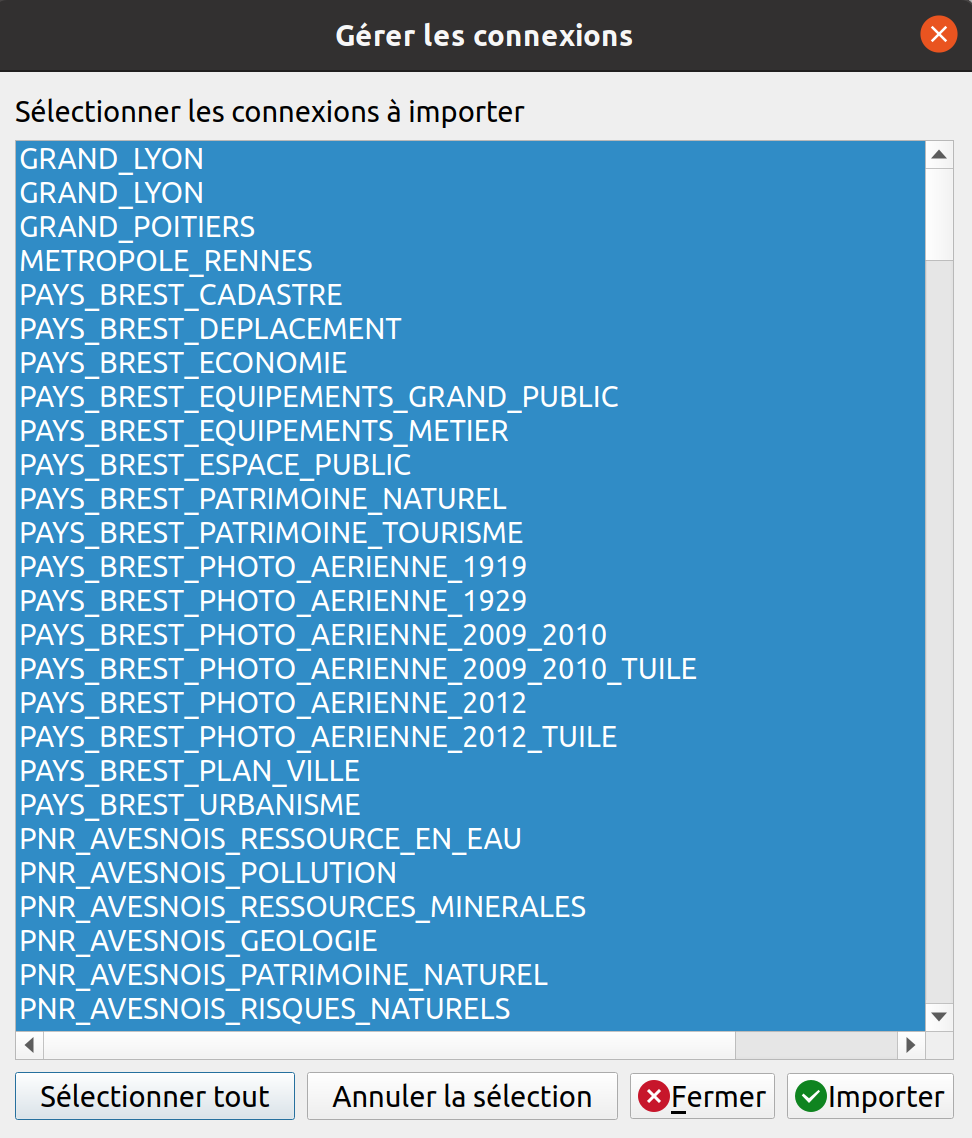 Gérer les connexions
Sélectionner les connexions à importer
GRAND_LYON
GRAND_LYON
GRAND_POITIERS
METROPOLE_RENNES
PAYS_BREST_CADASTRE
PAYS_BREST_DEPLACEMENT
PAYS_BREST_ECONOMIE
PAYS_BREST_EQUIPEMENTS_GRAND_PUBLIC
PAYS_BREST_EQUIPEMENTS_METIER
PAYS_BREST_ESPACE_PUBLIC
PAYS_BREST_PATRIMOINE_NATUREL
PAYS_BREST_PATRIMOINE_TOURISME
PAYS_BREST_PHOTO_AERIENNE_1919
PAYS_BREST_PHOTO_AERIENNE_1929
PAYS_BREST_PHOTO_AERIENNE_2009_2010
PAYS_BREST_PHOTO_AERIENNE_2009_2010_TUILE
PAYS_BREST_PHOTO_AERIENNE_2012
PAYS_BREST_PHOTO_AERIENNE_2012_TUILE
PAYS_BREST_PLAN_VILLE
PAYS_BREST_URBANISME
PNR_AVESNOIS_RESSOURCE_EN_EAU
PNR_AVESNOIS_POLLUTION
PNR_AVESNOIS_RESSOURCES_MINERALES
PNR_AVESNOIS_GEOLOGIE
PNR_AVESNOIS_PATRIMOINE_NATUREL
PNR_AVESNOIS_RISQUES_NATURELS
Sélectionner tout Annuler la sélection Fermer Importer